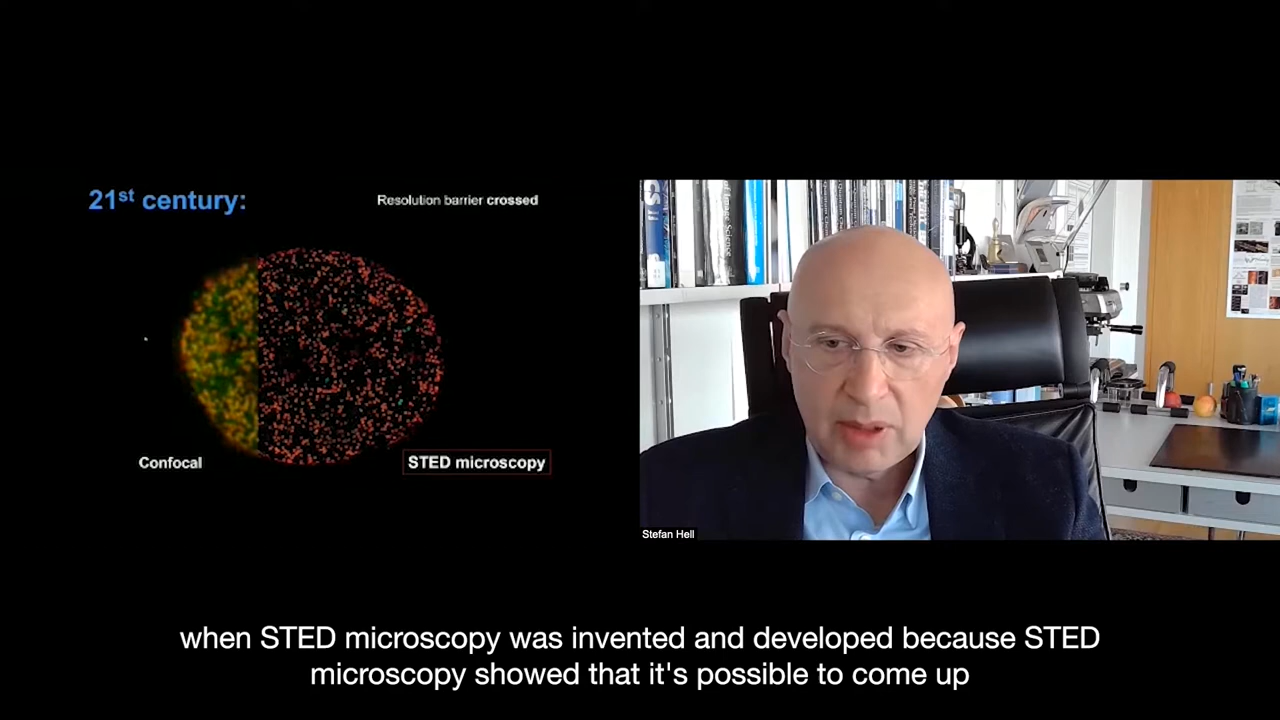 21st century:
Resolution barrier crossed
Confocal
STED microscopy
Stefan Hell
when STED microscopy was invented and developed because STED
microscopy showed that it's possible to come up